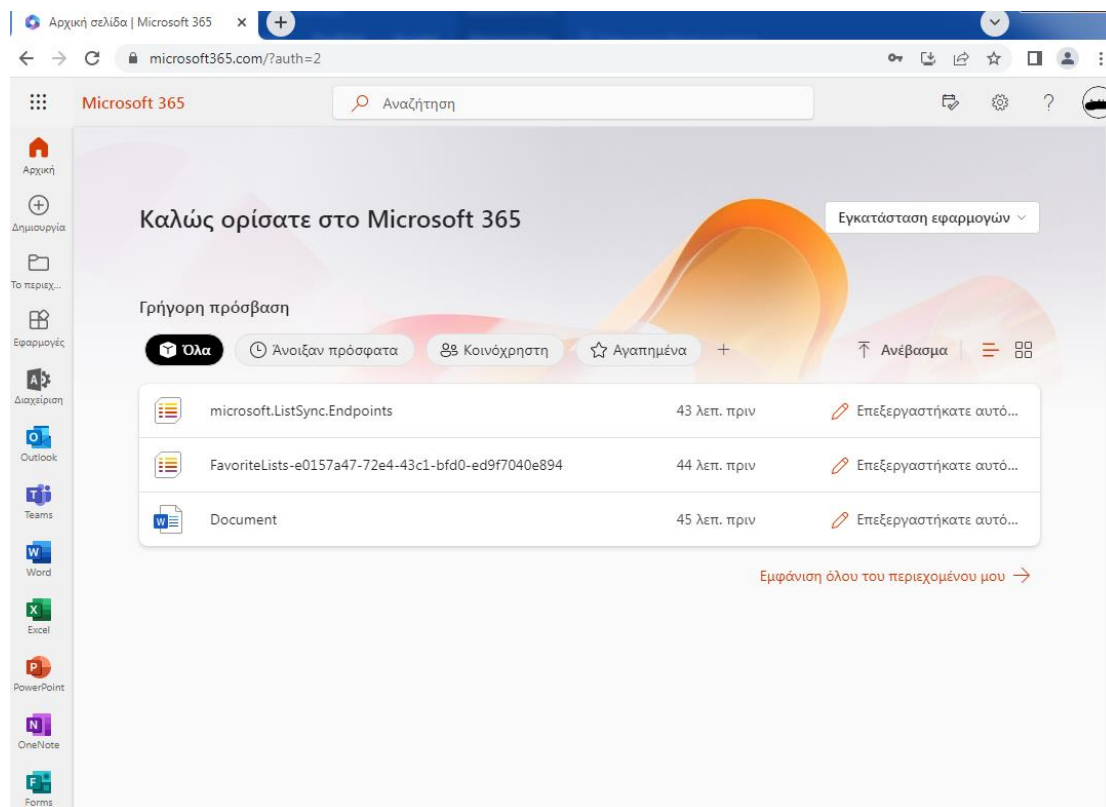 Αρχική σελίδα | Microsoft 365
microsoft365.com/?auth=2
Microsoft 365
Αναζήτηση
Αρχική
Δημιουργία
Το περιεχ...
Εφαρμογές
Διαχείριση
Outlook
Teams
Word
Excel
PowerPoint
OneNote
Forms
Καλώς ορίσατε στο Microsoft 365
Εγκατάσταση εφαρμογών
Γρήγορη πρόσβαση
Όλα Άνοιξαν πρόσφατα Κοινόχρηστη Αγαπημένα + Ανέβασμα
microsoft.ListSync.Endpoints 43 λεπ. πριν Επεξεργαστήκατε αυτό...
FavoriteLists-e0157a47-72e4-43c1-bfd0-ed9f7040e894 44 λεπ. πριν Επεξεργαστήκατε αυτό...
Document 45 λεπ. πριν Επεξεργαστήκατε αυτό...
Εμφάνιση όλου του περιεχομένου μου →